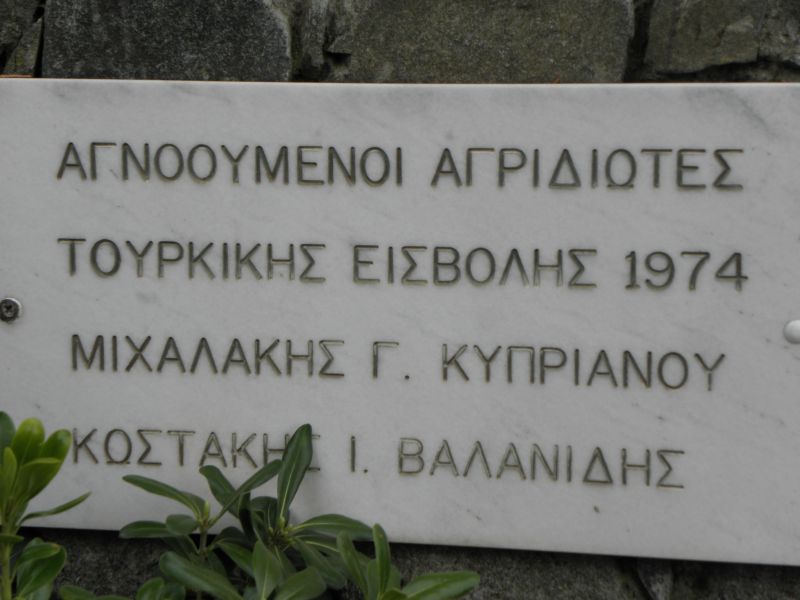 ΑΓΝΟΟΥΜΕΝΟΙ ΑΓΡΙΔΙΩΤΕΣ
ΤΟΥΡΚΙΚΗΣ ΕΙΣΒΟΛΗΣ 1974
ΜΙΧΑΛΑΚΗΣ Γ. ΚΥΠΡΙΑΝΟΥ
ΚΩΣΤΑΚΗΣ Ι. ΒΑΛΑΝΙΔΗΣ